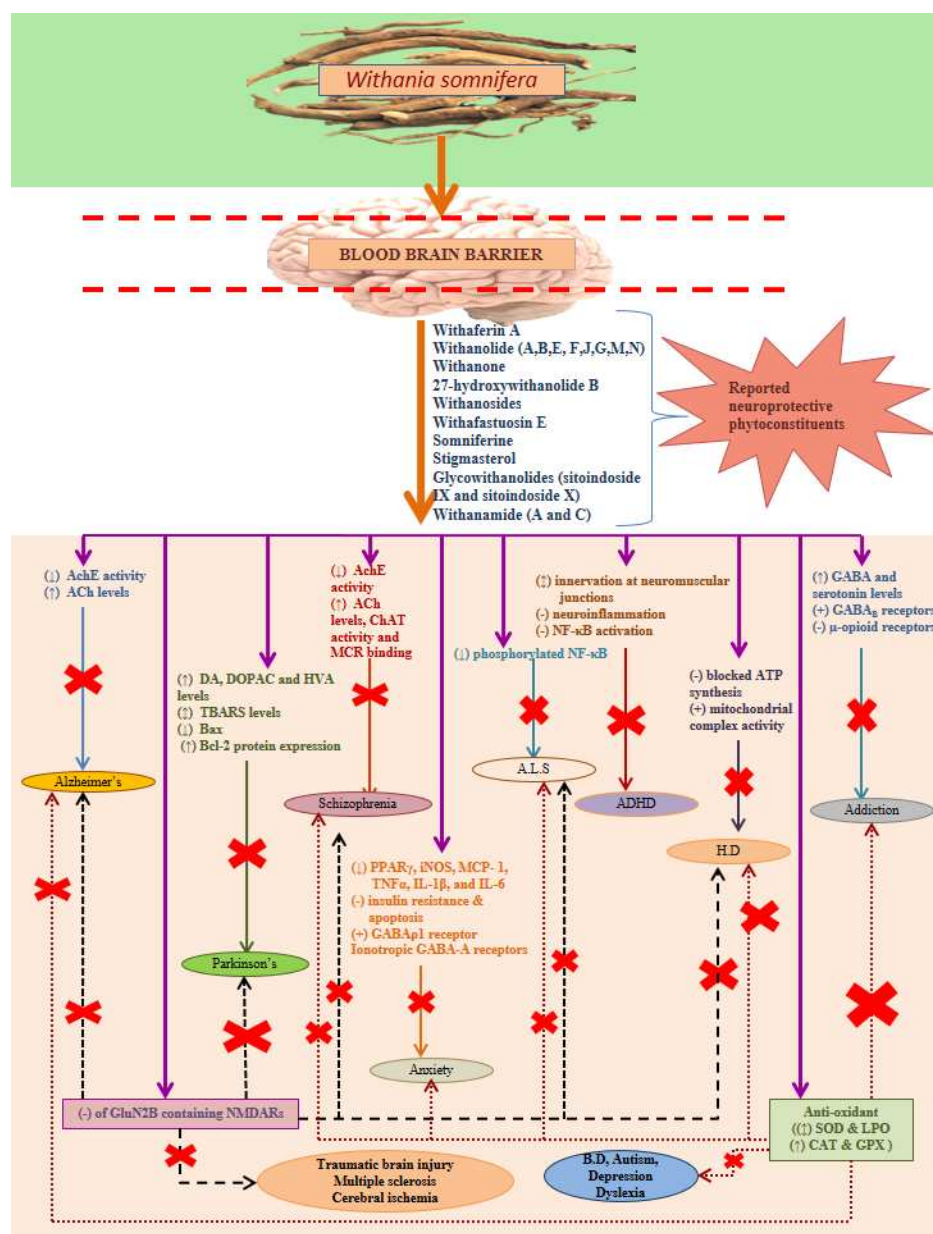 Withania somnifera
BLOOD BRAIN BARRIER
Withaferin A
Withanolide (A,B,E, F,J,G,M,N)
Withanone
27-hydroxywithanolide B
Withanosides
Withafastuosin E
Somniferine
Stigmasterol
Glycowithanolides (sitoindoside
IX and sitoindoside X)
Withanamide (A and C)
Reported
neuroprotective
phytoconstituents
(↓) AchE activity
(↑) ACh levels
(↑) DA, DOPAC and HVA
levels
(↕) TBARS levels
(↓) Bax
(↑) Bcl-2 protein expression
(↓) AchE
activity
(↑) ACh
levels, ChAT
activity and
MCR binding
(↓) phosphorylated NF-κB
(↕) innervation at neuromuscular
junctions
(-) neuroinflammation
(-) NF-κB activation
(-) blocked ATP
synthesis
(+) mitochondrial
complex activity
(↑) GABA and
serotonin levels
(+) GABAB receptors
(-) μ-opioid receptors
Alzheimer's
Schizophrenia
A.L.S
ADHD
H.D
Addiction
(↓) PPARγ, iNOS, MCP- 1,
TNFα, IL-1β, and IL-6
(-) insulin resistance &
apoptosis
(+) GABAρ1 receptor
Ionotropic GABA-A receptors
Parkinson's
Anxiety
(-) of GluN2B containing NMDARs
Anti-oxidant
((↑) SOD & LPO
(↑) CAT & GPX )
Traumatic brain injury
Multiple sclerosis
Cerebral ischemia
B.D, Autism,
Depression
Dyslexia